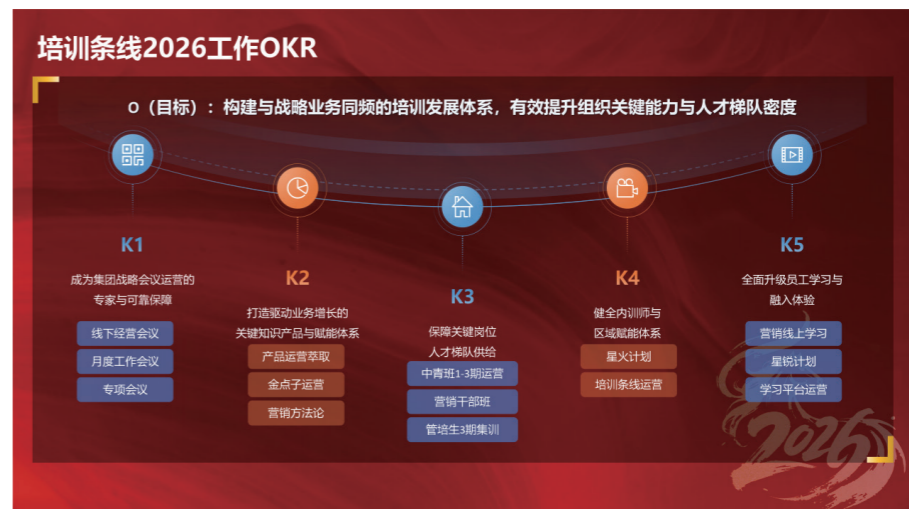 培训条线2026工作OKR
O（目标）：构建与战略业务同频的培训发展体系，有效提升组织关键能力与人才梯队密度
K1
成为集团战略会议运营的
专家与可靠保障
线下经营会议
月度工作会议
专项会议
K2
打造驱动业务增长的
关键知识产品与赋能体系
产品运营萃取
金点子运营
营销方法论
K3
保障关键岗位
人才梯队供给
中青班1-3期运营
营销干部班
管培生3期集训
K4
健全内训师与
区域赋能体系
星火计划
培训条线运营
K5
全面升级员工学习与
融入体验
营销线上学习
星锐计划
学习平台运营
2026